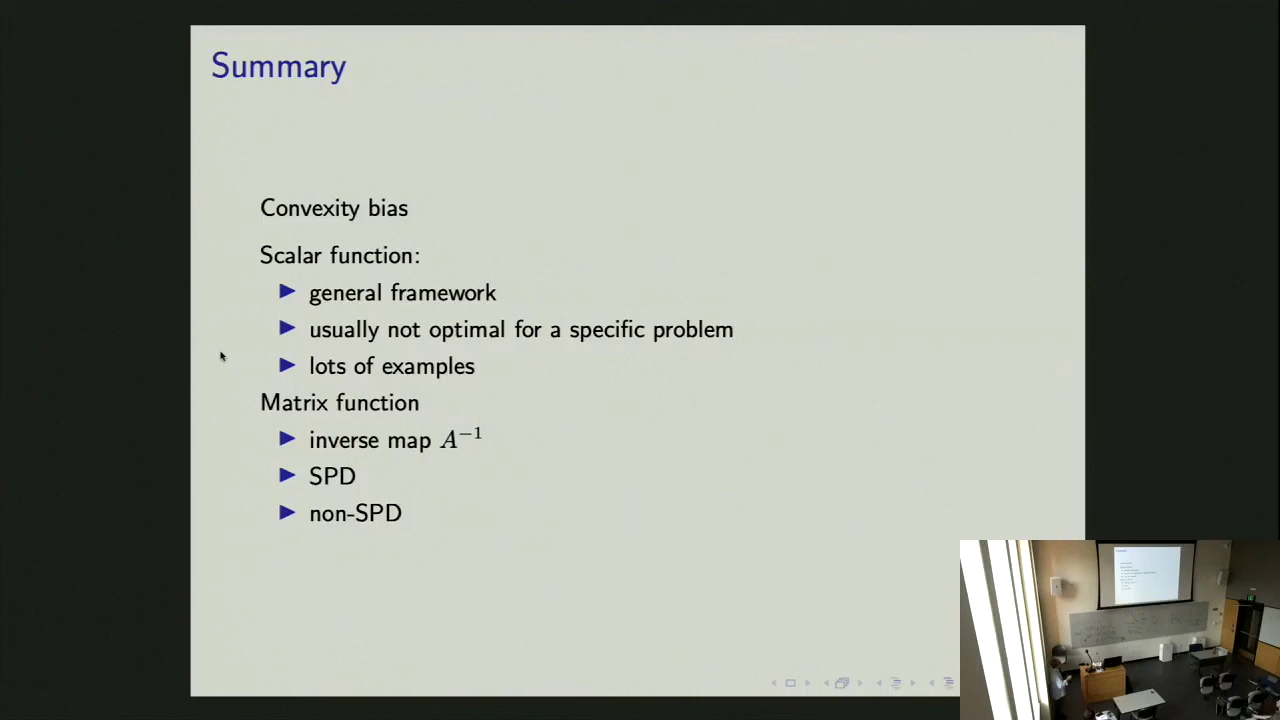 Summary
Convexity bias
Scalar function:
general framework
usually not optimal for a specific problem
lots of examples
Matrix function
inverse map A⁻¹
SPD
non-SPD